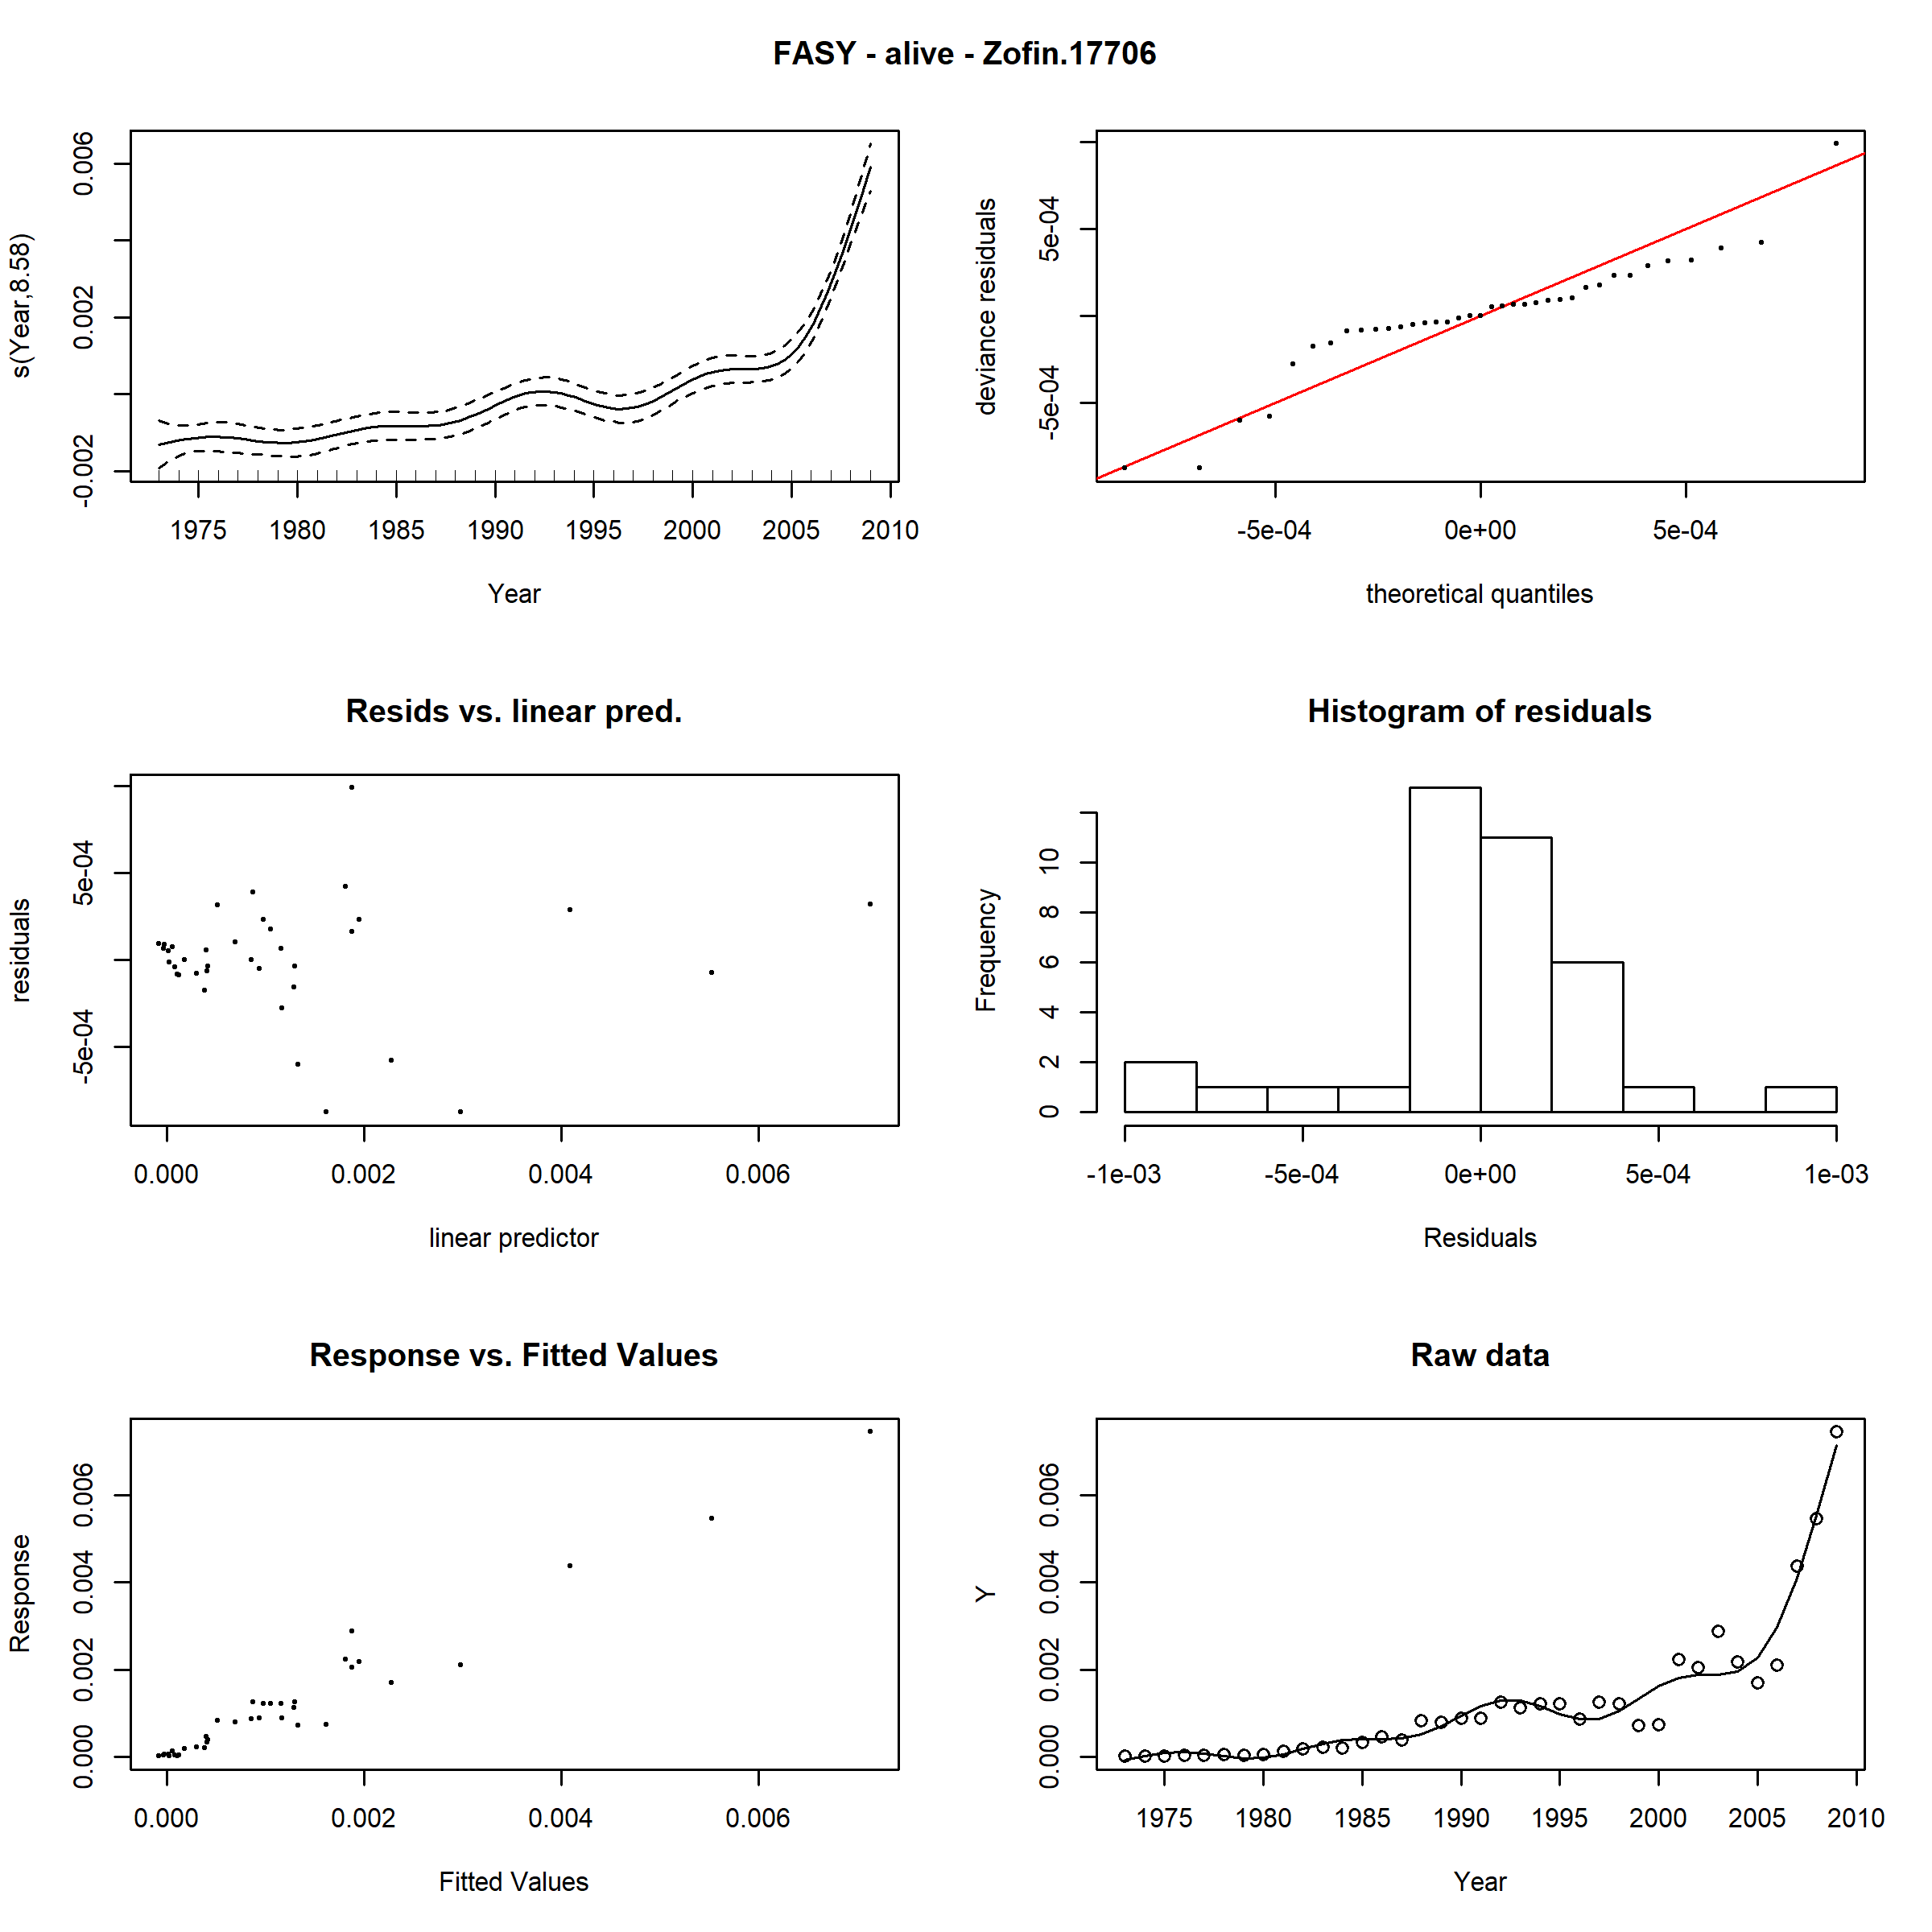 FASY - alive - Zofin.17706
s(Year,8.58)
-0.002 0.002 0.006
1975 1980 1985 1990 1995 2000 2005 2010
Year
deviance residuals
-5e-04 5e-04
-5e-04 0e+00 5e-04
theoretical quantiles
Resids vs. linear pred.
residuals
-5e-04 5e-04
0.000 0.002 0.004 0.006
linear predictor
Histogram of residuals
Frequency
0 2 4 6 8 10
-1e-03 -5e-04 0e+00 5e-04 1e-03
Residuals
Response vs. Fitted Values
Response
0.000 0.002 0.004 0.006
0.000 0.002 0.004 0.006
Fitted Values
Raw data
Y
0.000 0.002 0.004 0.006
1975 1980 1985 1990 1995 2000 2005 2010
Year